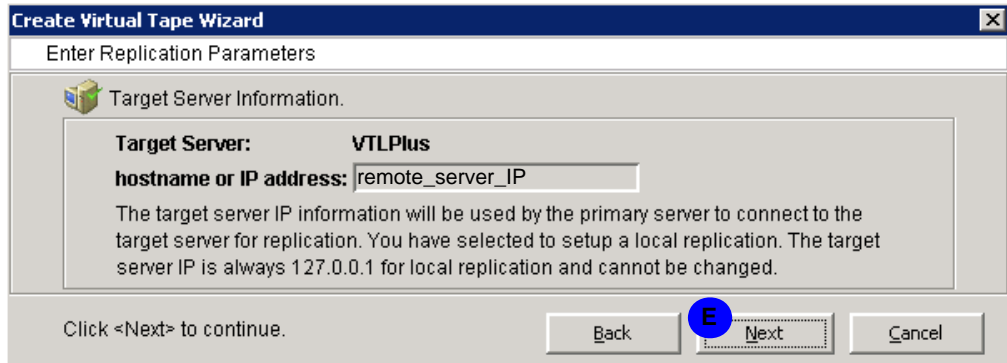 Create Virtual Tape Wizard
Enter Replication Parameters
Target Server Information.
Target Server: VTLPlus
hostname or IP address: remote_server_IP
The target server IP information will be used by the primary server to connect to the
target server for replication. You have selected to setup a local replication. The target
server IP is always 127.0.0.1 for local replication and cannot be changed.
Click <Next> to continue. Back E Next Cancel